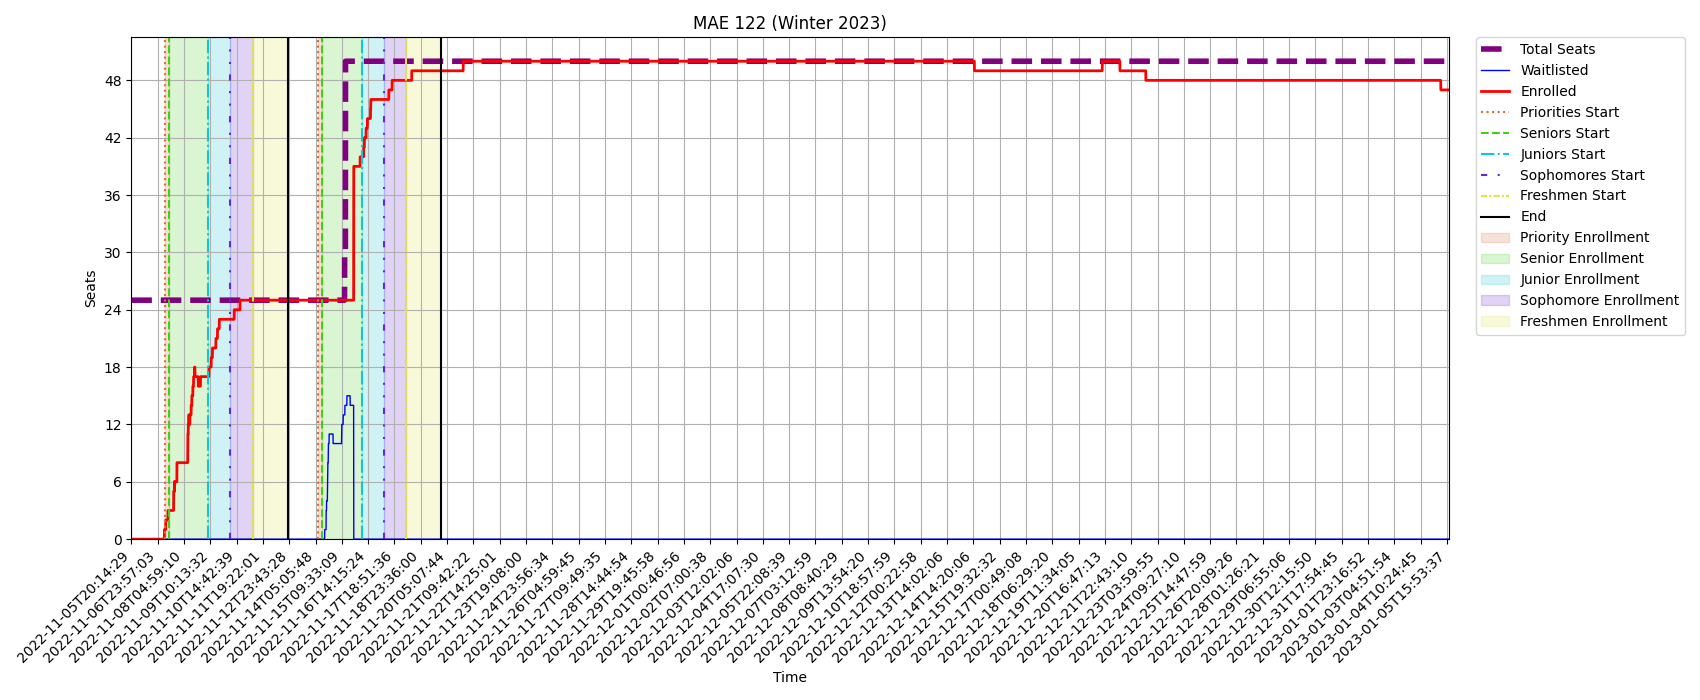 MAE 122 (Winter 2023)
Seats
48
42
36
30
24
18
12
6
0
2022-11-05T20:14:29
2022-11-06T23:57:03
2022-11-08T04:59:10
2022-11-09T10:13:32
2022-11-10T14:42:39
2022-11-11T19:22:01
2022-11-12T23:43:28
2022-11-14T05:05:48
2022-11-15T09:33:09
2022-11-16T14:15:24
2022-11-17T18:51:36
2022-11-18T23:36:00
2022-11-20T05:07:44
2022-11-21T09:42:22
2022-11-22T14:25:01
2022-11-23T19:08:00
2022-11-24T23:56:34
2022-11-26T04:59:45
2022-11-27T09:49:35
2022-11-28T14:44:54
2022-11-29T19:45:58
2022-12-01T00:46:56
2022-12-02T07:00:38
2022-12-03T12:02:06
2022-12-04T17:07:30
2022-12-05T22:08:39
2022-12-07T03:12:59
2022-12-08T08:40:29
2022-12-09T13:54:20
2022-12-10T18:57:59
2022-12-12T00:22:58
2022-12-13T14:02:06
2022-12-14T14:20:06
2022-12-15T19:32:32
2022-12-17T00:49:08
2022-12-18T06:29:20
2022-12-19T11:34:05
2022-12-20T16:47:13
2022-12-21T22:43:10
2022-12-23T03:59:55
2022-12-24T09:27:10
2022-12-25T14:47:59
2022-12-26T20:09:26
2022-12-28T01:26:21
2022-12-29T06:55:06
2022-12-30T12:15:50
2022-12-31T17:54:45
2023-01-01T23:16:52
2023-01-03T04:51:54
2023-01-04T10:24:45
2023-01-05T15:53:37
Time
Total Seats
Waitlisted
Enrolled
Priorities Start
Seniors Start
Juniors Start
Sophomores Start
Freshmen Start
End
Priority Enrollment
Senior Enrollment
Junior Enrollment
Sophomore Enrollment
Freshmen Enrollment